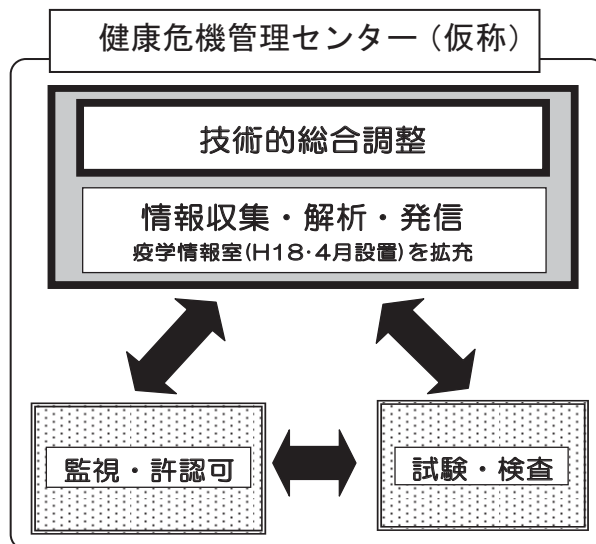 健康危機管理センター（仮称）
技術的総合調整
情報収集・解析・発信
疫学情報室(H18・4月設置)を拡充
監視・許認可
試験・検査